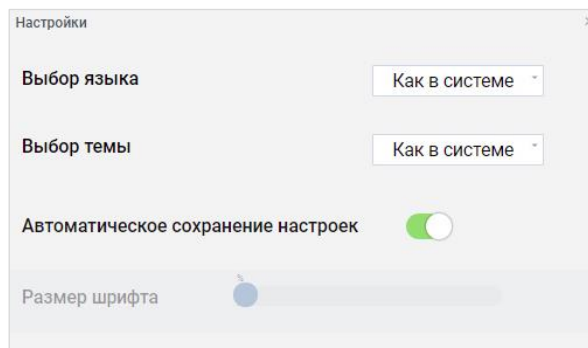 Настройки
Выбор языка
Как в системе
Выбор темы
Как в системе
Автоматическое сохранение настроек
%
Размер шрифта